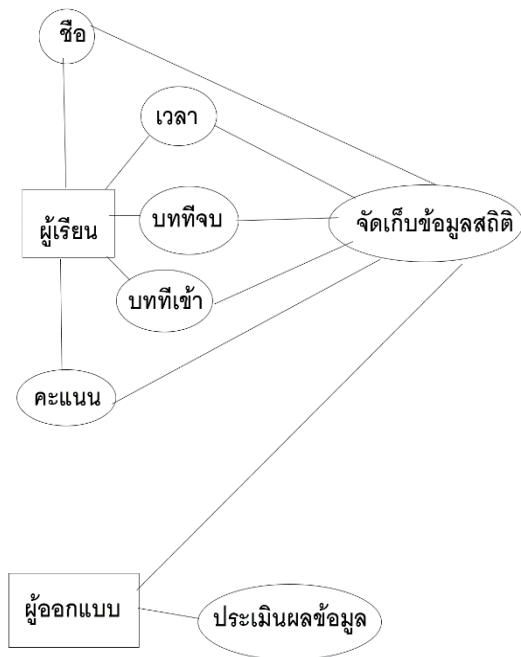 ชื่อ
เวลา
ผู้เรียน
บทที่จบ
จัดเก็บข้อมูลสถิติ
บทที่เข้า
คะแนน
ผู้ออกแบบ
ประเมินผลข้อมูล